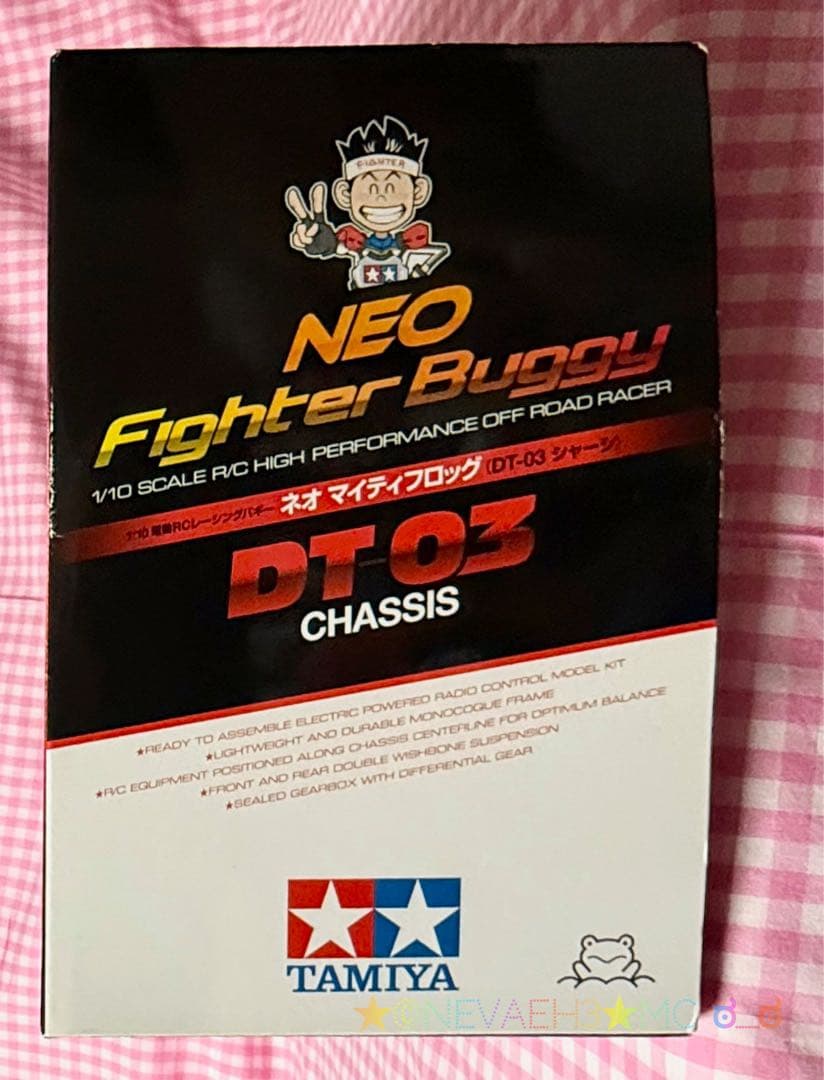 FIGHTER
NEO
Fighter Buggy
1/10 SCALE R/C HIGH PERFORMANCE OFF ROAD RACER
1/10 電動RCレーシングバギー ネオ マイティフロッグ (DT-03 シャーシ)
DT-03
CHASSIS
★READY TO ASSEMBLE ELECTRIC POWERED RADIO CONTROL MODEL KIT
★LIGHTWEIGHT AND DURABLE MONOCOQUE FRAME
★R/C EQUIPMENT POSITIONED ALONG CHASSIS CENTERLINE FOR OPTIMUM BALANCE
★FRONT AND REAR DOUBLE WISHBONE SUSPENSION
★SEALED GEARBOX WITH DIFFERENTIAL GEAR
TAMIYA